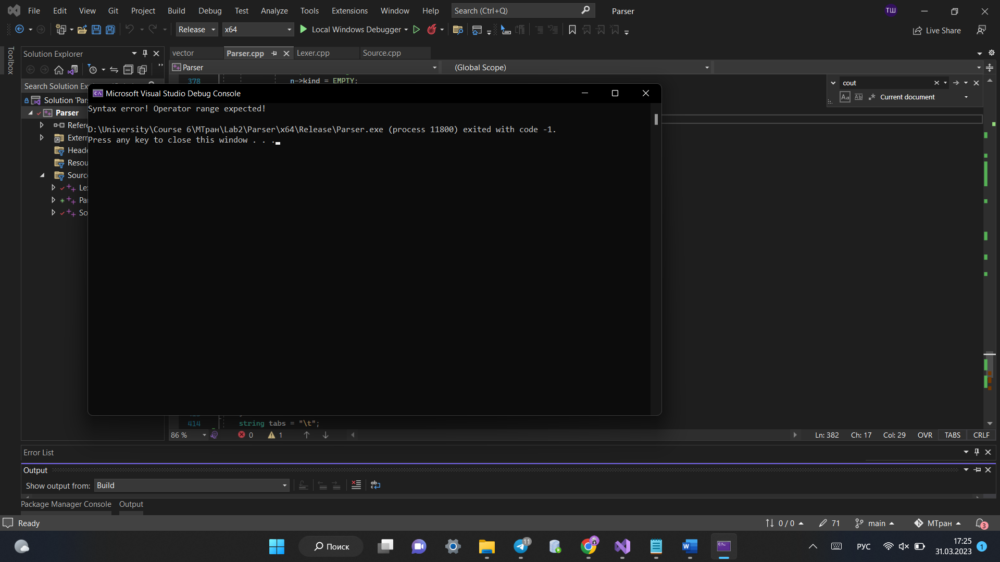 File Edit View Git Project Build Debug Test Analyze Tools Extensions Window Help Search (Ctrl+Q) Parser ТШ
Release x64 Local Windows Debugger Live Share
Toolbox
Solution Explorer
vector Parser.cpp Lexer.cpp Source.cpp
Parser (Global Scope)
378 n->kind = EMPTY;
cout
Aa Ab Current document
Search Solution Ex
Solution 'Par
Parser
Refere
Extern
Heade
Resou
Sourc
Le
Pa
So
Microsoft Visual Studio Debug Console
Syntax error! Operator range expected!
D:\University\Course 6\МТран\Lab2\Parser\x64\Release\Parser.exe (process 11800) exited with code -1.
Press any key to close this window . . .
414 string tabs = "\t";
86 % 0 1 Ln: 382 Ch: 17 Col: 29 OVR TABS CRLF
Error List
Output
Show output from: Build
Package Manager Console Output
Ready 0 / 0 71 main МТран 3
Поиск 11 РУС 17:25
31.03.2023 1